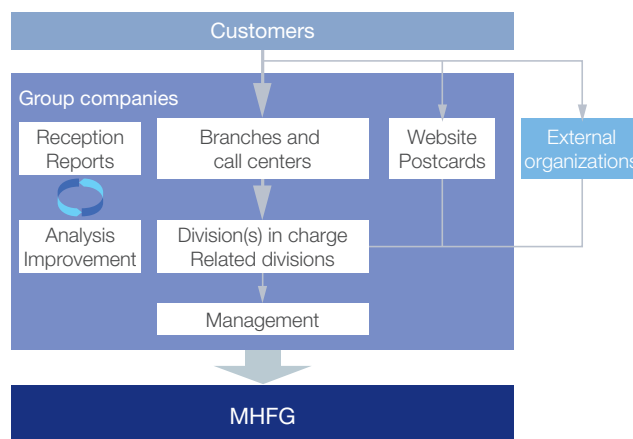 Customers
Group companies
Reception
Reports
Branches and
call centers
Website
Postcards
External
organizations
Analysis
Improvement
Division(s) in charge
Related divisions
Management
MHFG